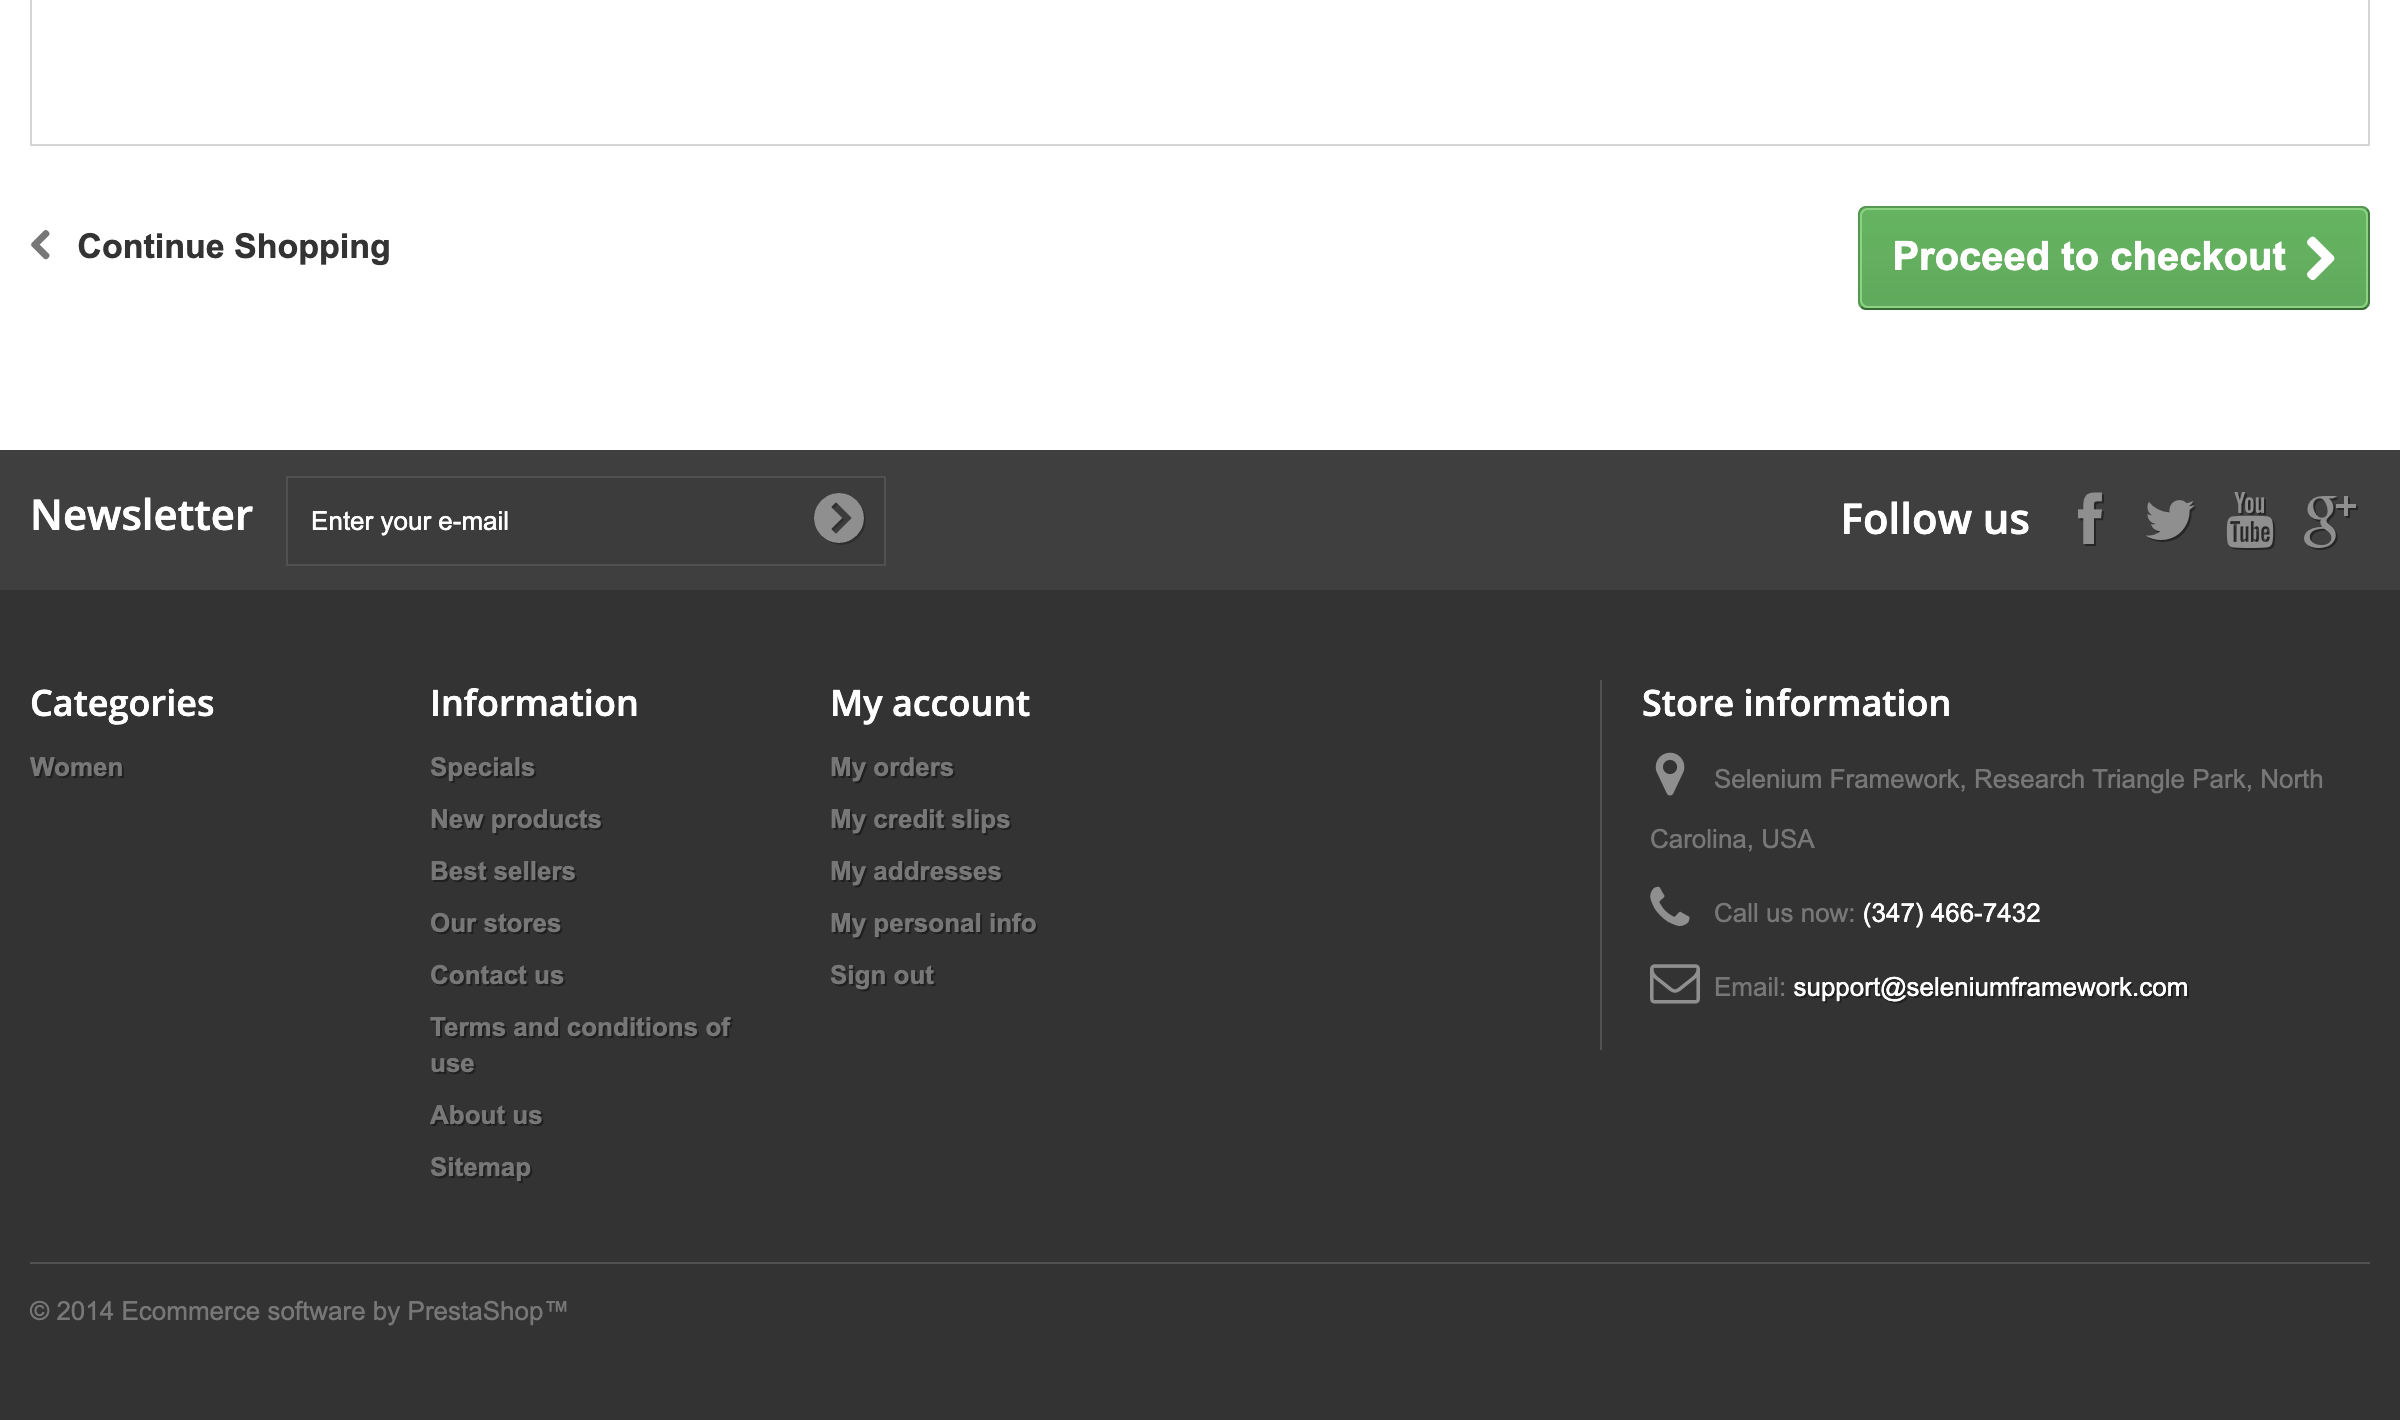 Continue Shopping
Proceed to checkout
Newsletter
Enter your e-mail
Follow us
You
Tube
g+
Categories
Women
Information
Specials
New products
Best sellers
Our stores
Contact us
Terms and conditions of
use
About us
Sitemap
My account
My orders
My credit slips
My addresses
My personal info
Sign out
Store information
Selenium Framework, Research Triangle Park, North
Carolina, USA
Call us now: (347) 466-7432
Email: support@seleniumframework.com
© 2014 Ecommerce software by PrestaShop™